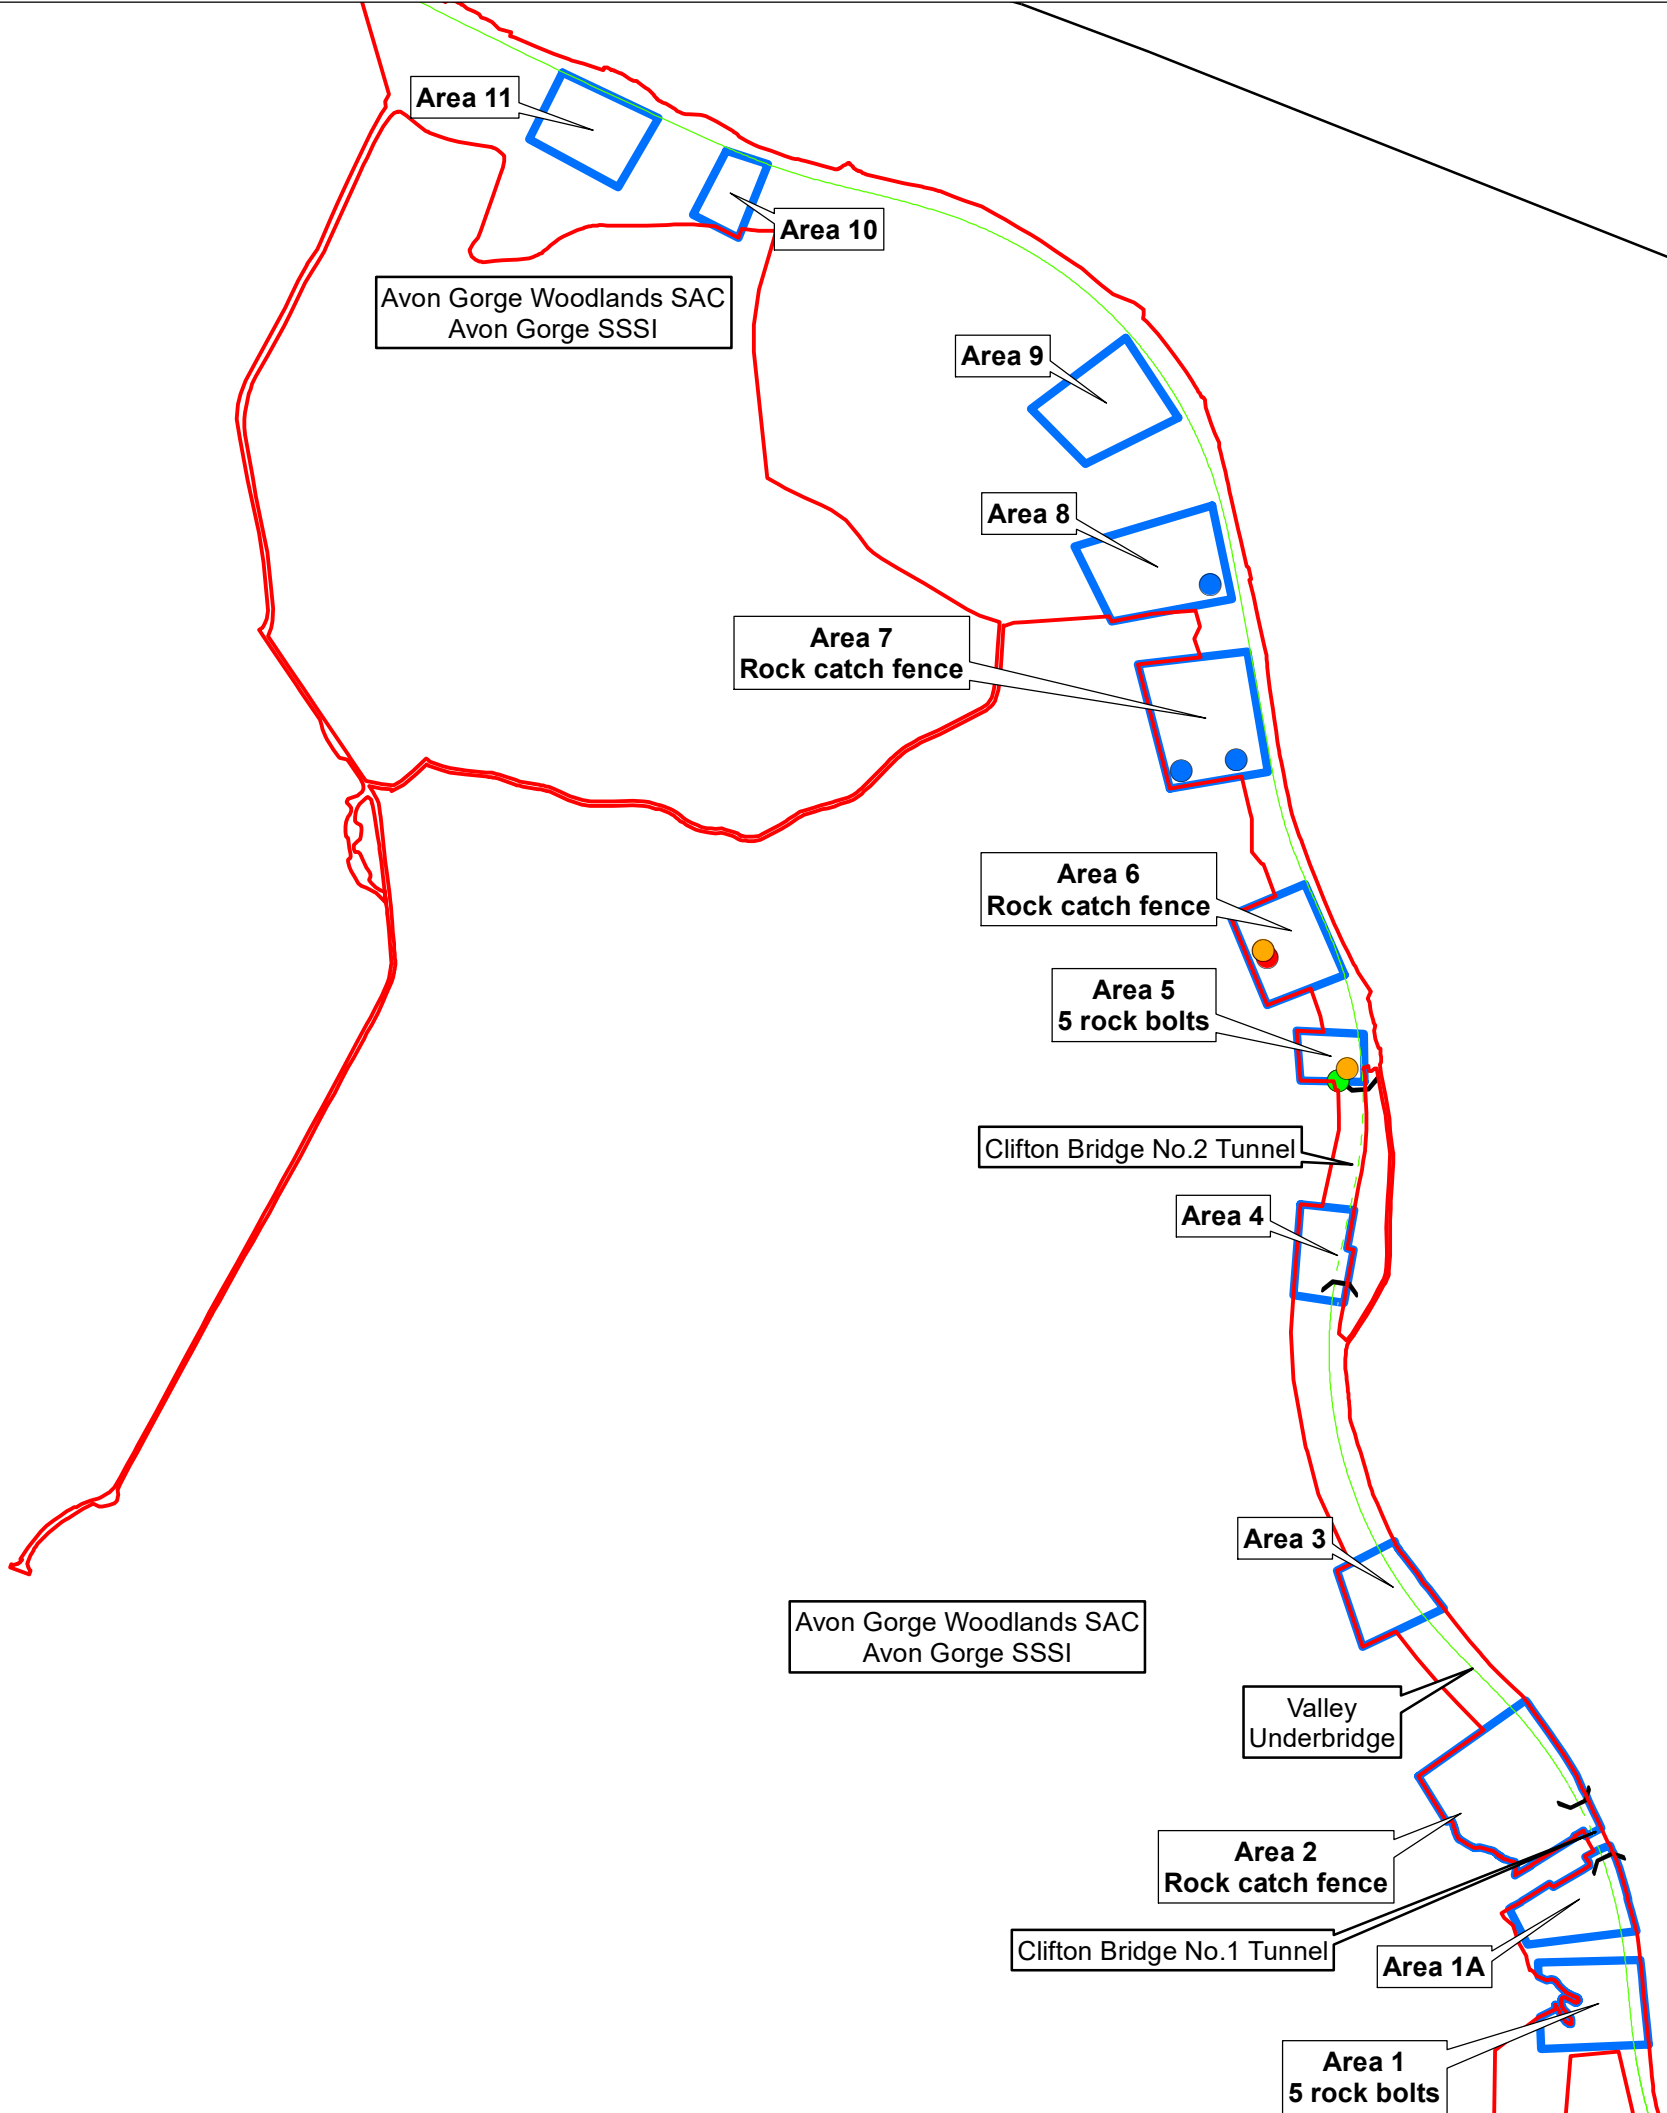 Area 11
Area 10
Avon Gorge Woodlands SAC
Avon Gorge SSSI
Area 9
Area 8
Area 7
Rock catch fence
Area 6
Rock catch fence
Area 5
5 rock bolts
Clifton Bridge No.2 Tunnel
Area 4
Area 3
Avon Gorge Woodlands SAC
Avon Gorge SSSI
Valley
Underbridge
Area 2
Rock catch fence
Clifton Bridge No.1 Tunnel
Area 1A
Area 1
5 rock bolts